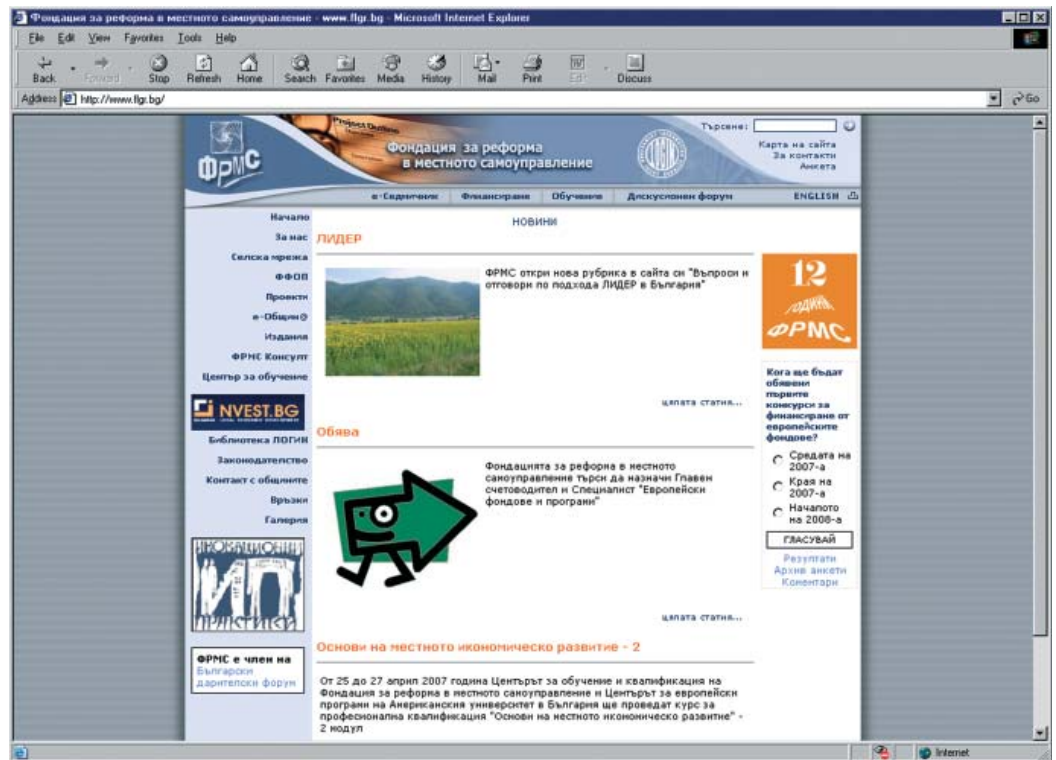 Фондация за реформа в местното самоуправление - www.flgr.bg - Microsoft Internet Explorer
File Edit View Favorites Tools Help
Back Forward Stop Refresh Home Search Favorites Media History Mail Print Edit Discuss
Address http://www.flgr.bg/ Go
ФРМС
Project Outline
Фондация за реформа
в местното самоуправление
Търсене:
Карта на сайта
За контакти
Анкета
е-Седмичник Финансиране Обучение Дискусионен форум ENGLISH
Начало
За нас
Селска мрежа
ФФОП
Проекти
е-Общин@
Издания
ФРМС Консулт
Център за обучение
INVEST.BG
Библиотека ЛОГИН
Законодателство
Контакт с общините
Връзки
Галерия
ИНОВАЦИОННИ
ИП
ПРАКТИКИ
ФРМС е член на
Български
дарителски форум
НОВИНИ
ЛИДЕР
ФРМС откри нова рубрика в сайта си "Въпроси и
отговори по подхода ЛИДЕР в България"
цялата статия...
Обява
Фондацията за реформа в местното
самоуправление търси да назначи Главен
счетоводител и Специалист "Европейски
фондове и програми"
цялата статия...
Основи на местното икономическо развитие - 2
От 25 до 27 април 2007 година Центърът за обучение и квалификация на
Фондация за реформа в местното самоуправление и Центърът за европейски
програми на Американския университет в България ще проведат курс за
професионална квалификация "Основи на местното икономическо развитие" -
2 модул
12
ГОДИНИ
ФРМС
Кога ще бъдат
обявени
първите
конкурси за
финансиране от
европейските
фондове?
Средата на
2007-а
Края на
2007-а
Началото
на 2008-а
ГЛАСУВАЙ
Резултати
Архив анкети
Коментари
Internet